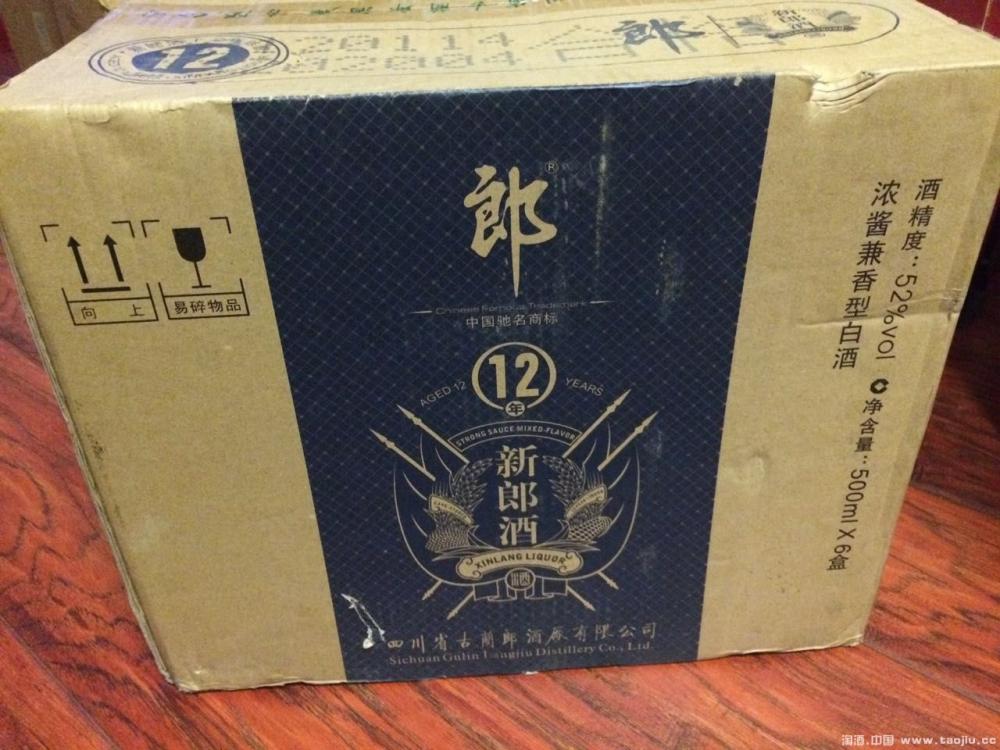 12
郎
向 上
易碎物品
郎®
Chinese Famous Trademark
中国驰名商标
AGED 12
12
年
YEARS
STRONG SAUCE MIXED-FLAVOR
新郎酒
XINLANG LIQUOR
四川省古蔺郎酒厰有限公司
Sichuan Gulin Langjiu Distillery Co., Ltd.
酒精度：52%vol
净含量：500ml X 6盒
浓酱兼香型白酒
淘酒.中国 www.taojiu.cc